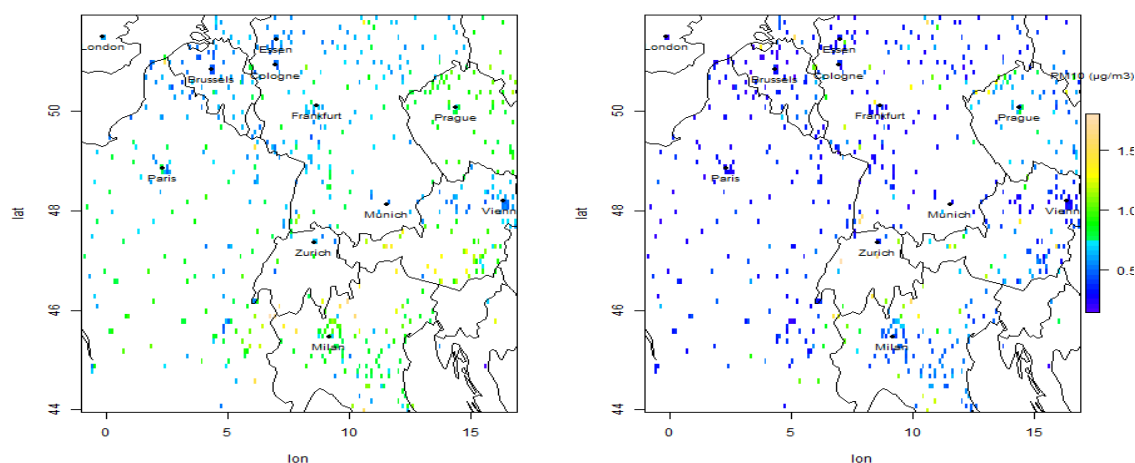 London
Essen
Brussels
Cologne
Frankfurt
Prague
Paris
Munich
Vienn
Zurich
Milan
lat
50
48
46
44
0
5
10
15
lon
London
Essen
Brussels
Cologne
PM10 (µg/m3)
Frankfurt
Prague
Paris
Munich
Vienn
Zurich
Milan
lat
50
48
46
44
0
5
10
15
lon
1.5
1.0
0.5